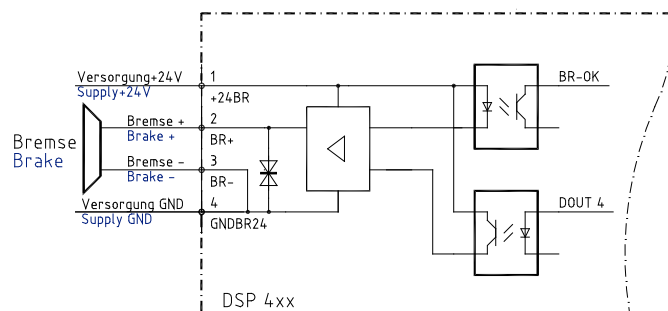 Versorgung+24V
Supply+24V
1
+24BR
BR-OK
Bremse +
Brake +
2
BR+
Bremse
Brake
Bremse -
Brake -
3
BR-
Versorgung GND
Supply GND
4
GNDBR24
DOUT 4
DSP 4xx